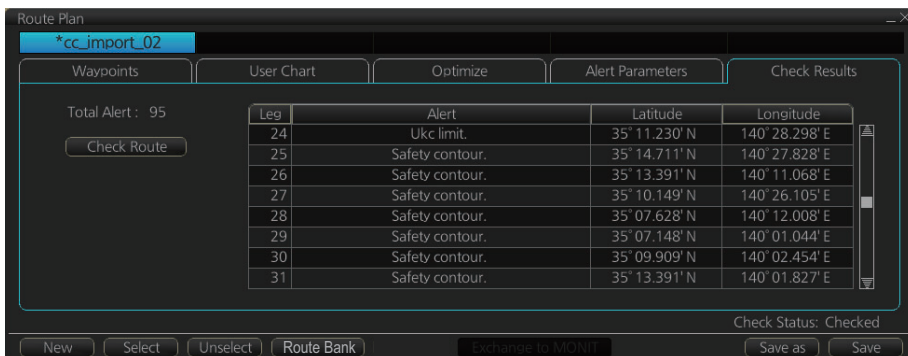 Route Plan
*cc_import_02
Waypoints User Chart Optimize Alert Parameters Check Results
Total Alert : 95
Check Route
Leg Alert Latitude Longitude
24 Ukc limit. 35°11.230' N 140°28.298' E
25 Safety contour. 35°14.711' N 140°27.828' E
26 Safety contour. 35°13.391' N 140°11.068' E
27 Safety contour. 35°10.149' N 140°26.105' E
28 Safety contour. 35°07.628' N 140°12.008' E
29 Safety contour. 35°07.148' N 140°01.044' E
30 Safety contour. 35°09.909' N 140°02.454' E
31 Safety contour. 35°13.391' N 140°01.827' E
Check Status: Checked
New Select Unselect Route Bank Exchange to MONIT Save as Save